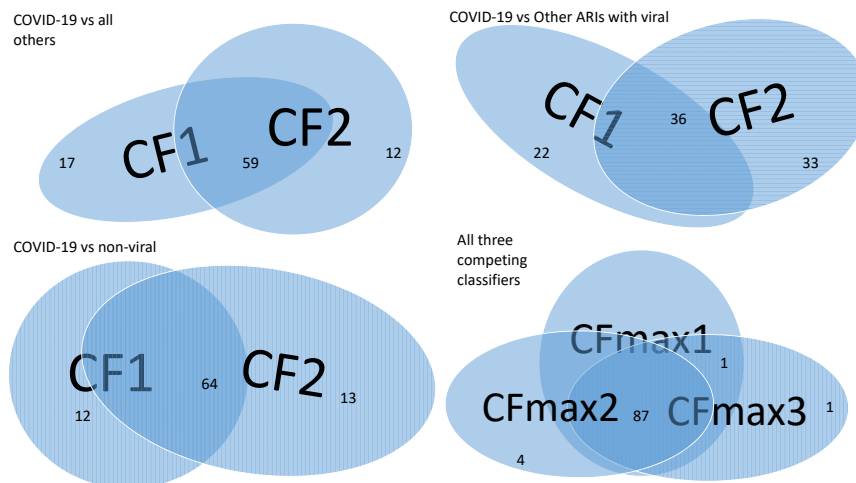 COVID-19 vs all
others
CF1
CF2
17
59
12
COVID-19 vs Other ARIs with viral
CF1
CF2
36
22
33
COVID-19 vs non-viral
CF1
CF2
64
12
13
All three
competing
classifiers
CFmax1
1
CFmax2
87
CFmax3
1
4